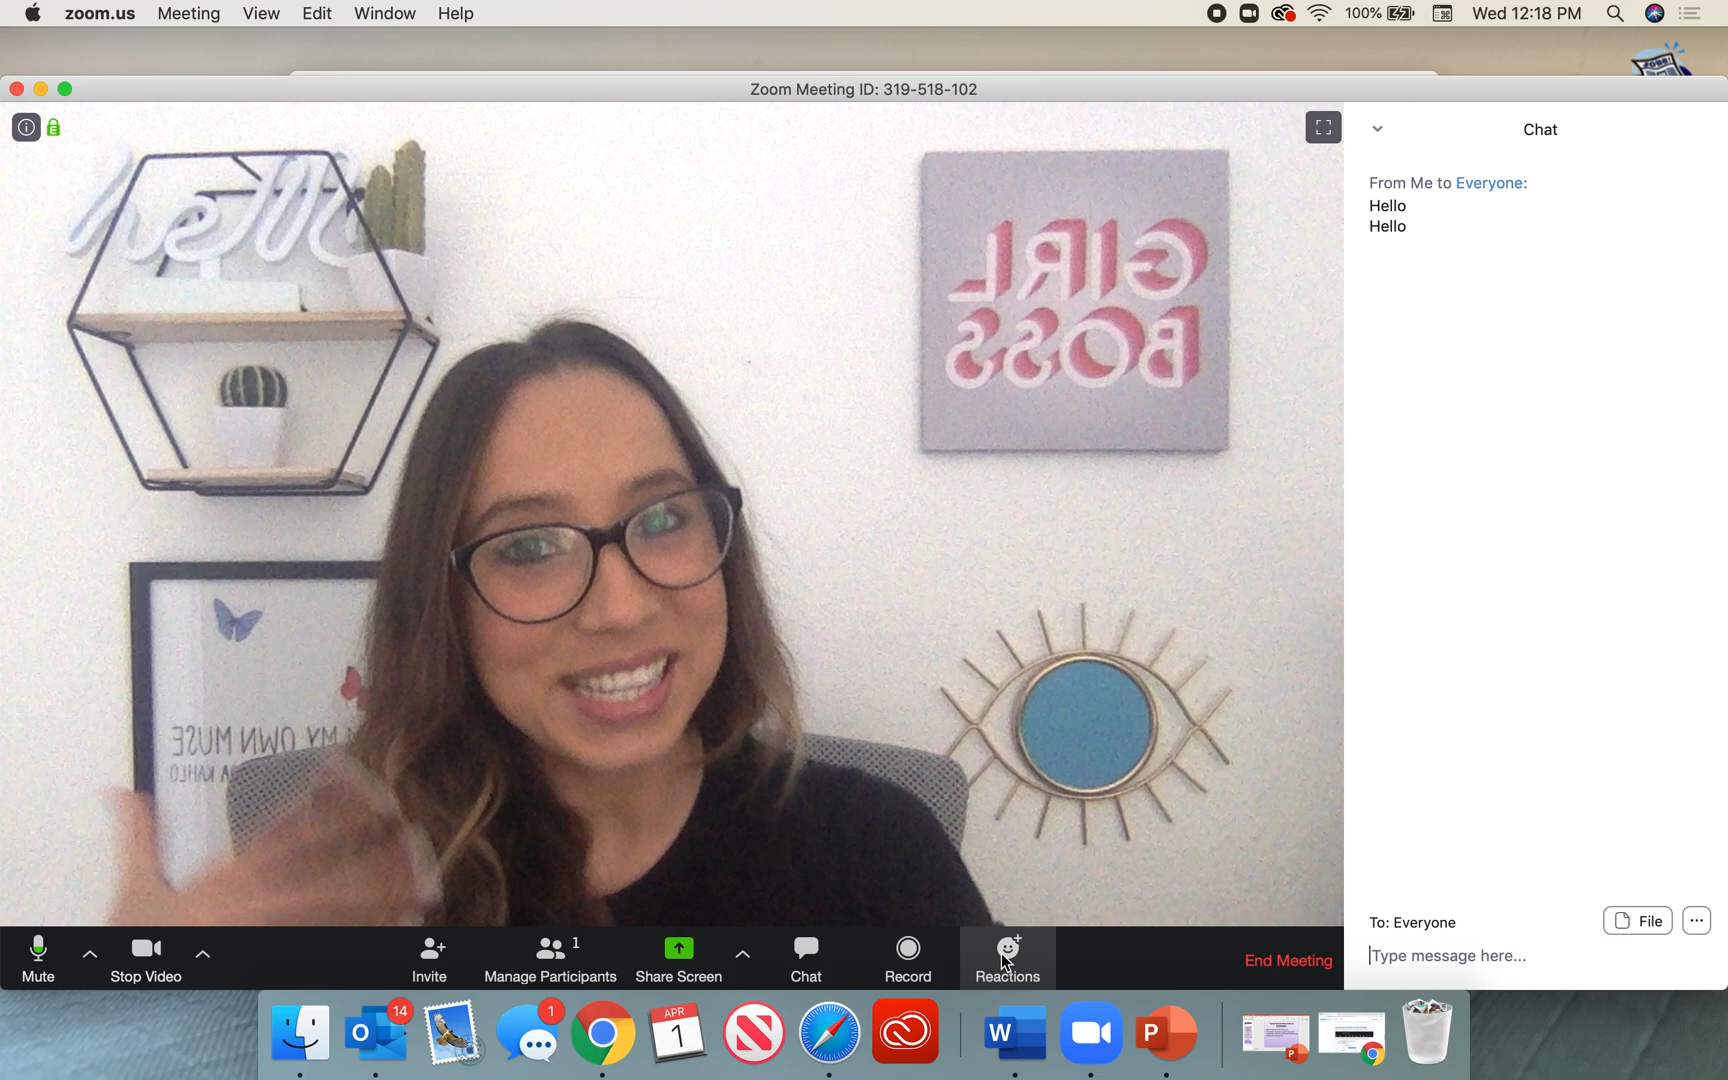 zoom.us Meeting View Edit Window Help
100% Wed 12:18 PM
Zoom Meeting ID: 319-518-102
Chat
From Me to Everyone:
Hello
Hello
hello
GIRL
BOSS
MY OWN MUSE
KAHLO
To: Everyone
File
Type message here...
Mute
Stop Video
Invite
1
Manage Participants
Share Screen
Chat
Record
Reactions
End Meeting
14
1
APR
1
O
N
W
P